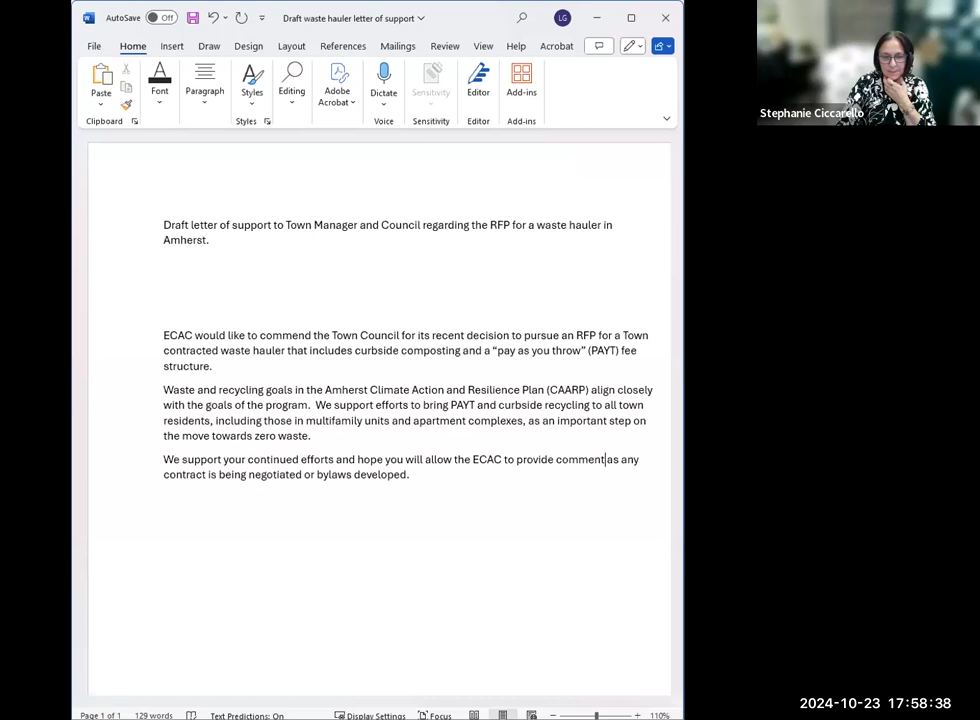 AutoSave Off Draft waste hauler letter of support LG
File Home Insert Draw Design Layout References Mailings Review View Help Acrobat
Paste Font Paragraph Styles Editing Adobe Acrobat Dictate Sensitivity Editor Add-ins
Clipboard Styles Voice Sensitivity Editor Add-ins
Stephanie Ciccarello
Draft letter of support to Town Manager and Council regarding the RFP for a waste hauler in
Amherst.
ECAC would like to commend the Town Council for its recent decision to pursue an RFP for a Town
contracted waste hauler that includes curbside composting and a “pay as you throw” (PAYT) fee
structure.
Waste and recycling goals in the Amherst Climate Action and Resilience Plan (CAARP) align closely
with the goals of the program.  We support efforts to bring PAYT and curbside recycling to all town
residents, including those in multifamily units and apartment complexes, as an important step on
the move towards zero waste.
We support your continued efforts and hope you will allow the ECAC to provide comment as any
contract is being negotiated or bylaws developed.
Page 1 of 1 129 words Text Predictions: On Display Settings Focus 110%
2024-10-23 17:58:38